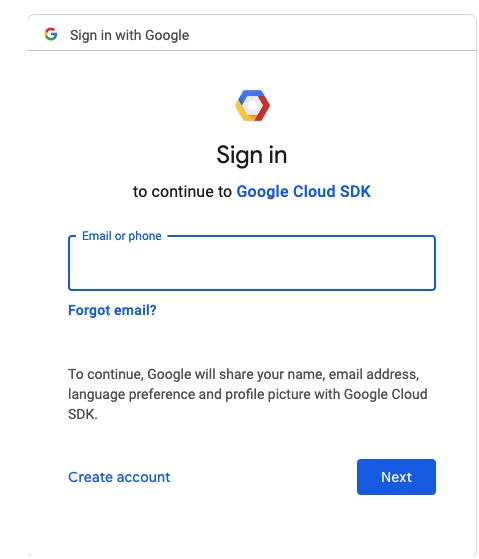 Sign in with Google
Sign in
to continue to Google Cloud SDK
Email or phone
Forgot email?
To continue, Google will share your name, email address,
language preference and profile picture with Google Cloud
SDK.
Create account
Next